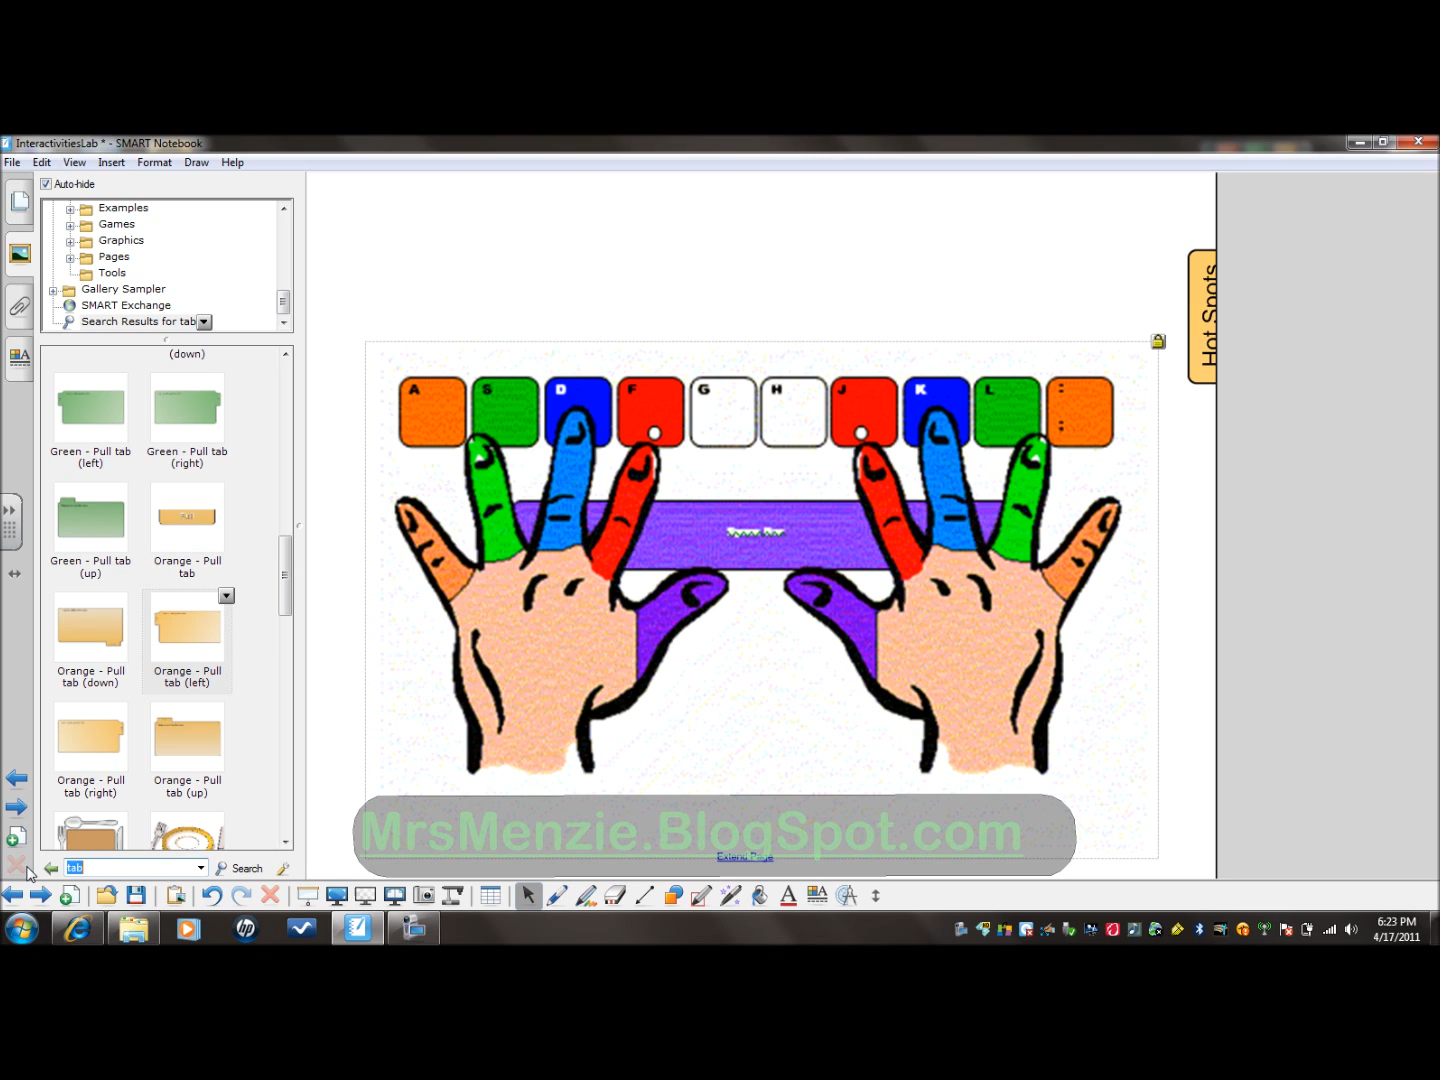 InteractivitiesLab * - SMART Notebook
File Edit View Insert Format Draw Help
Auto-hide
Examples
Games
Graphics
Pages
Tools
Gallery Sampler
SMART Exchange
Search Results for tab
(down)
Green - Pull tab
(left)
Green - Pull tab
(right)
Green - Pull tab
(up)
Orange - Pull
tab
Orange - Pull
tab (down)
Orange - Pull
tab (left)
Orange - Pull
tab (right)
Orange - Pull
tab (up)
tab
Search
Hot Spots
A S D F G H J K L : ;
MrsMenzie.BlogSpot.com
Extend Page
6:23 PM
4/17/2011